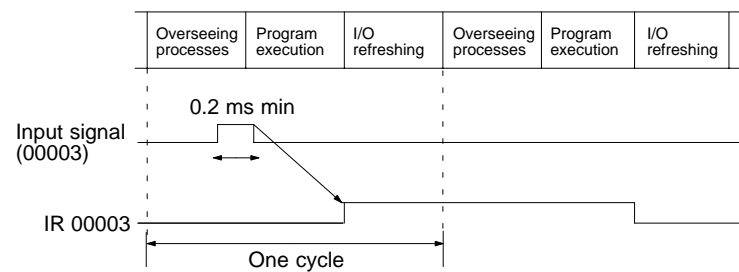 Overseeing processes
Program execution
I/O refreshing
Overseeing processes
Program execution
I/O refreshing
0.2 ms min
Input signal
(00003)
IR 00003
One cycle